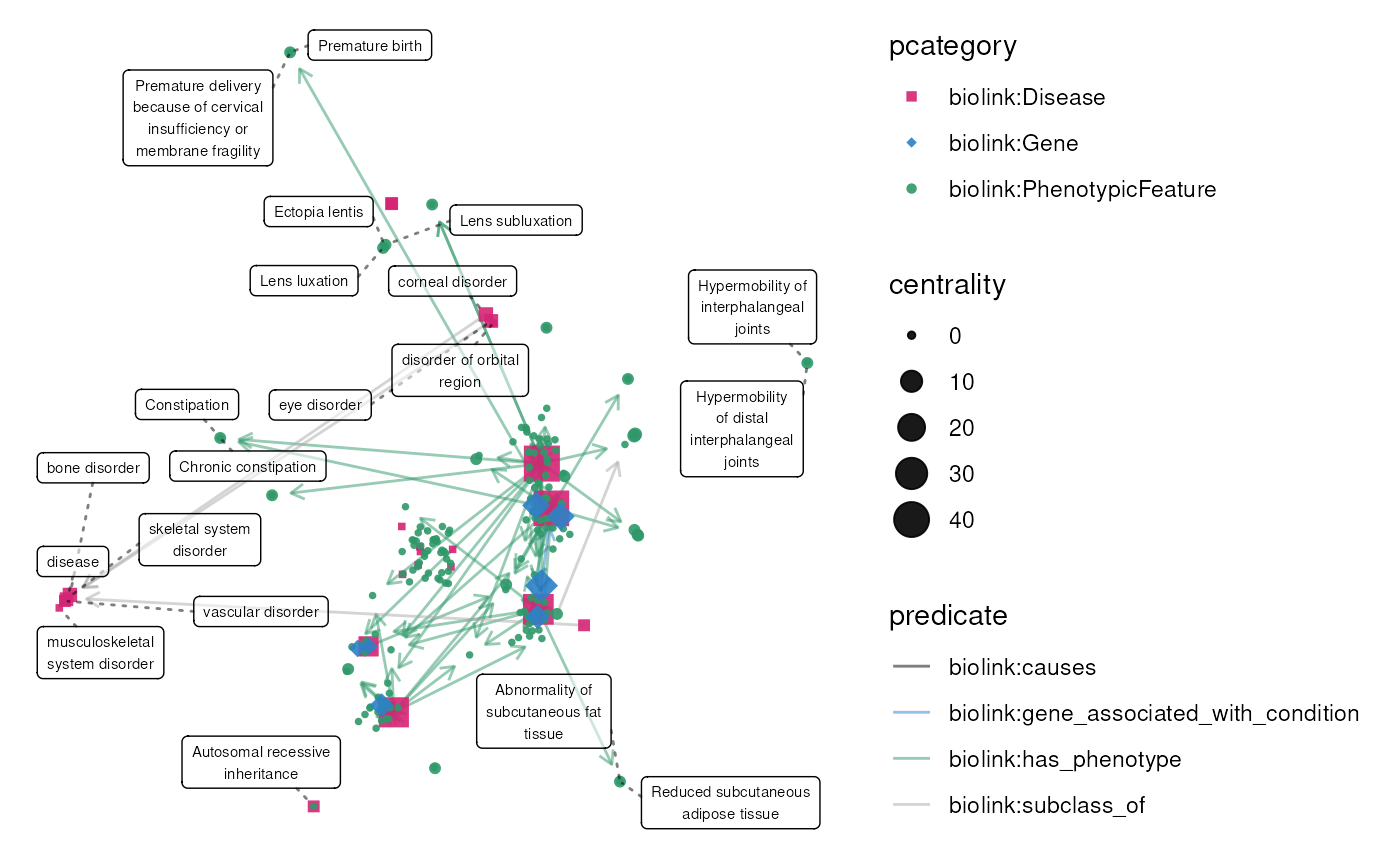 Premature birth
Premature delivery
because of cervical
insufficiency or
membrane fragility
Ectopia lentis
Lens subluxation
Lens luxation
corneal disorder
Hypermobility of
interphalangeal
joints
disorder of orbital
region
Hypermobility
of distal
interphalangeal
joints
Constipation
eye disorder
bone disorder
Chronic constipation
skeletal system
disorder
disease
vascular disorder
musculoskeletal
system disorder
Abnormality of
subcutaneous fat
tissue
Autosomal recessive
inheritance
Reduced subcutaneous
adipose tissue
pcategory
biolink:Disease
biolink:Gene
biolink:PhenotypicFeature
centrality
0
10
20
30
40
predicate
biolink:causes
biolink:gene_associated_with_condition
biolink:has_phenotype
biolink:subclass_of